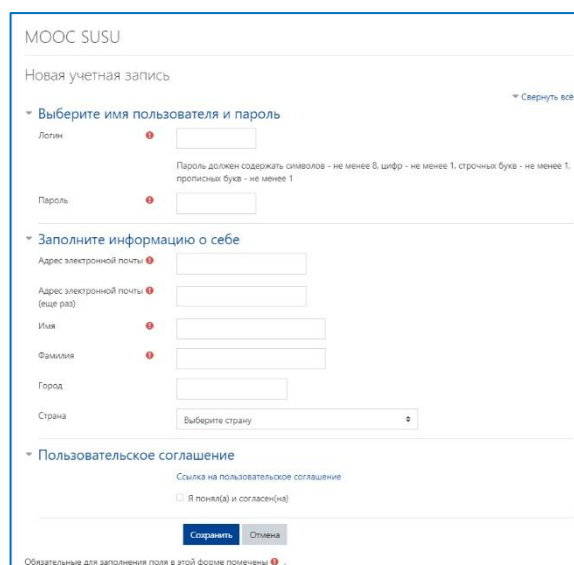 MOOC SUSU
Новая учетная запись
Свернуть всё
Выберите имя пользователя и пароль
Логин
Пароль должен содержать символов - не менее 8, цифр - не менее 1, строчных букв - не менее 1,
прописных букв - не менее 1
Пароль
Заполните информацию о себе
Адрес электронной почты
Адрес электронной почты
(еще раз)
Имя
Фамилия
Город
Страна
Выберите страну
Пользовательское соглашение
Ссылка на пользовательское соглашение
Я понял(а) и согласен(на)
Сохранить
Отмена
Обязательные для заполнения поля в этой форме помечены .